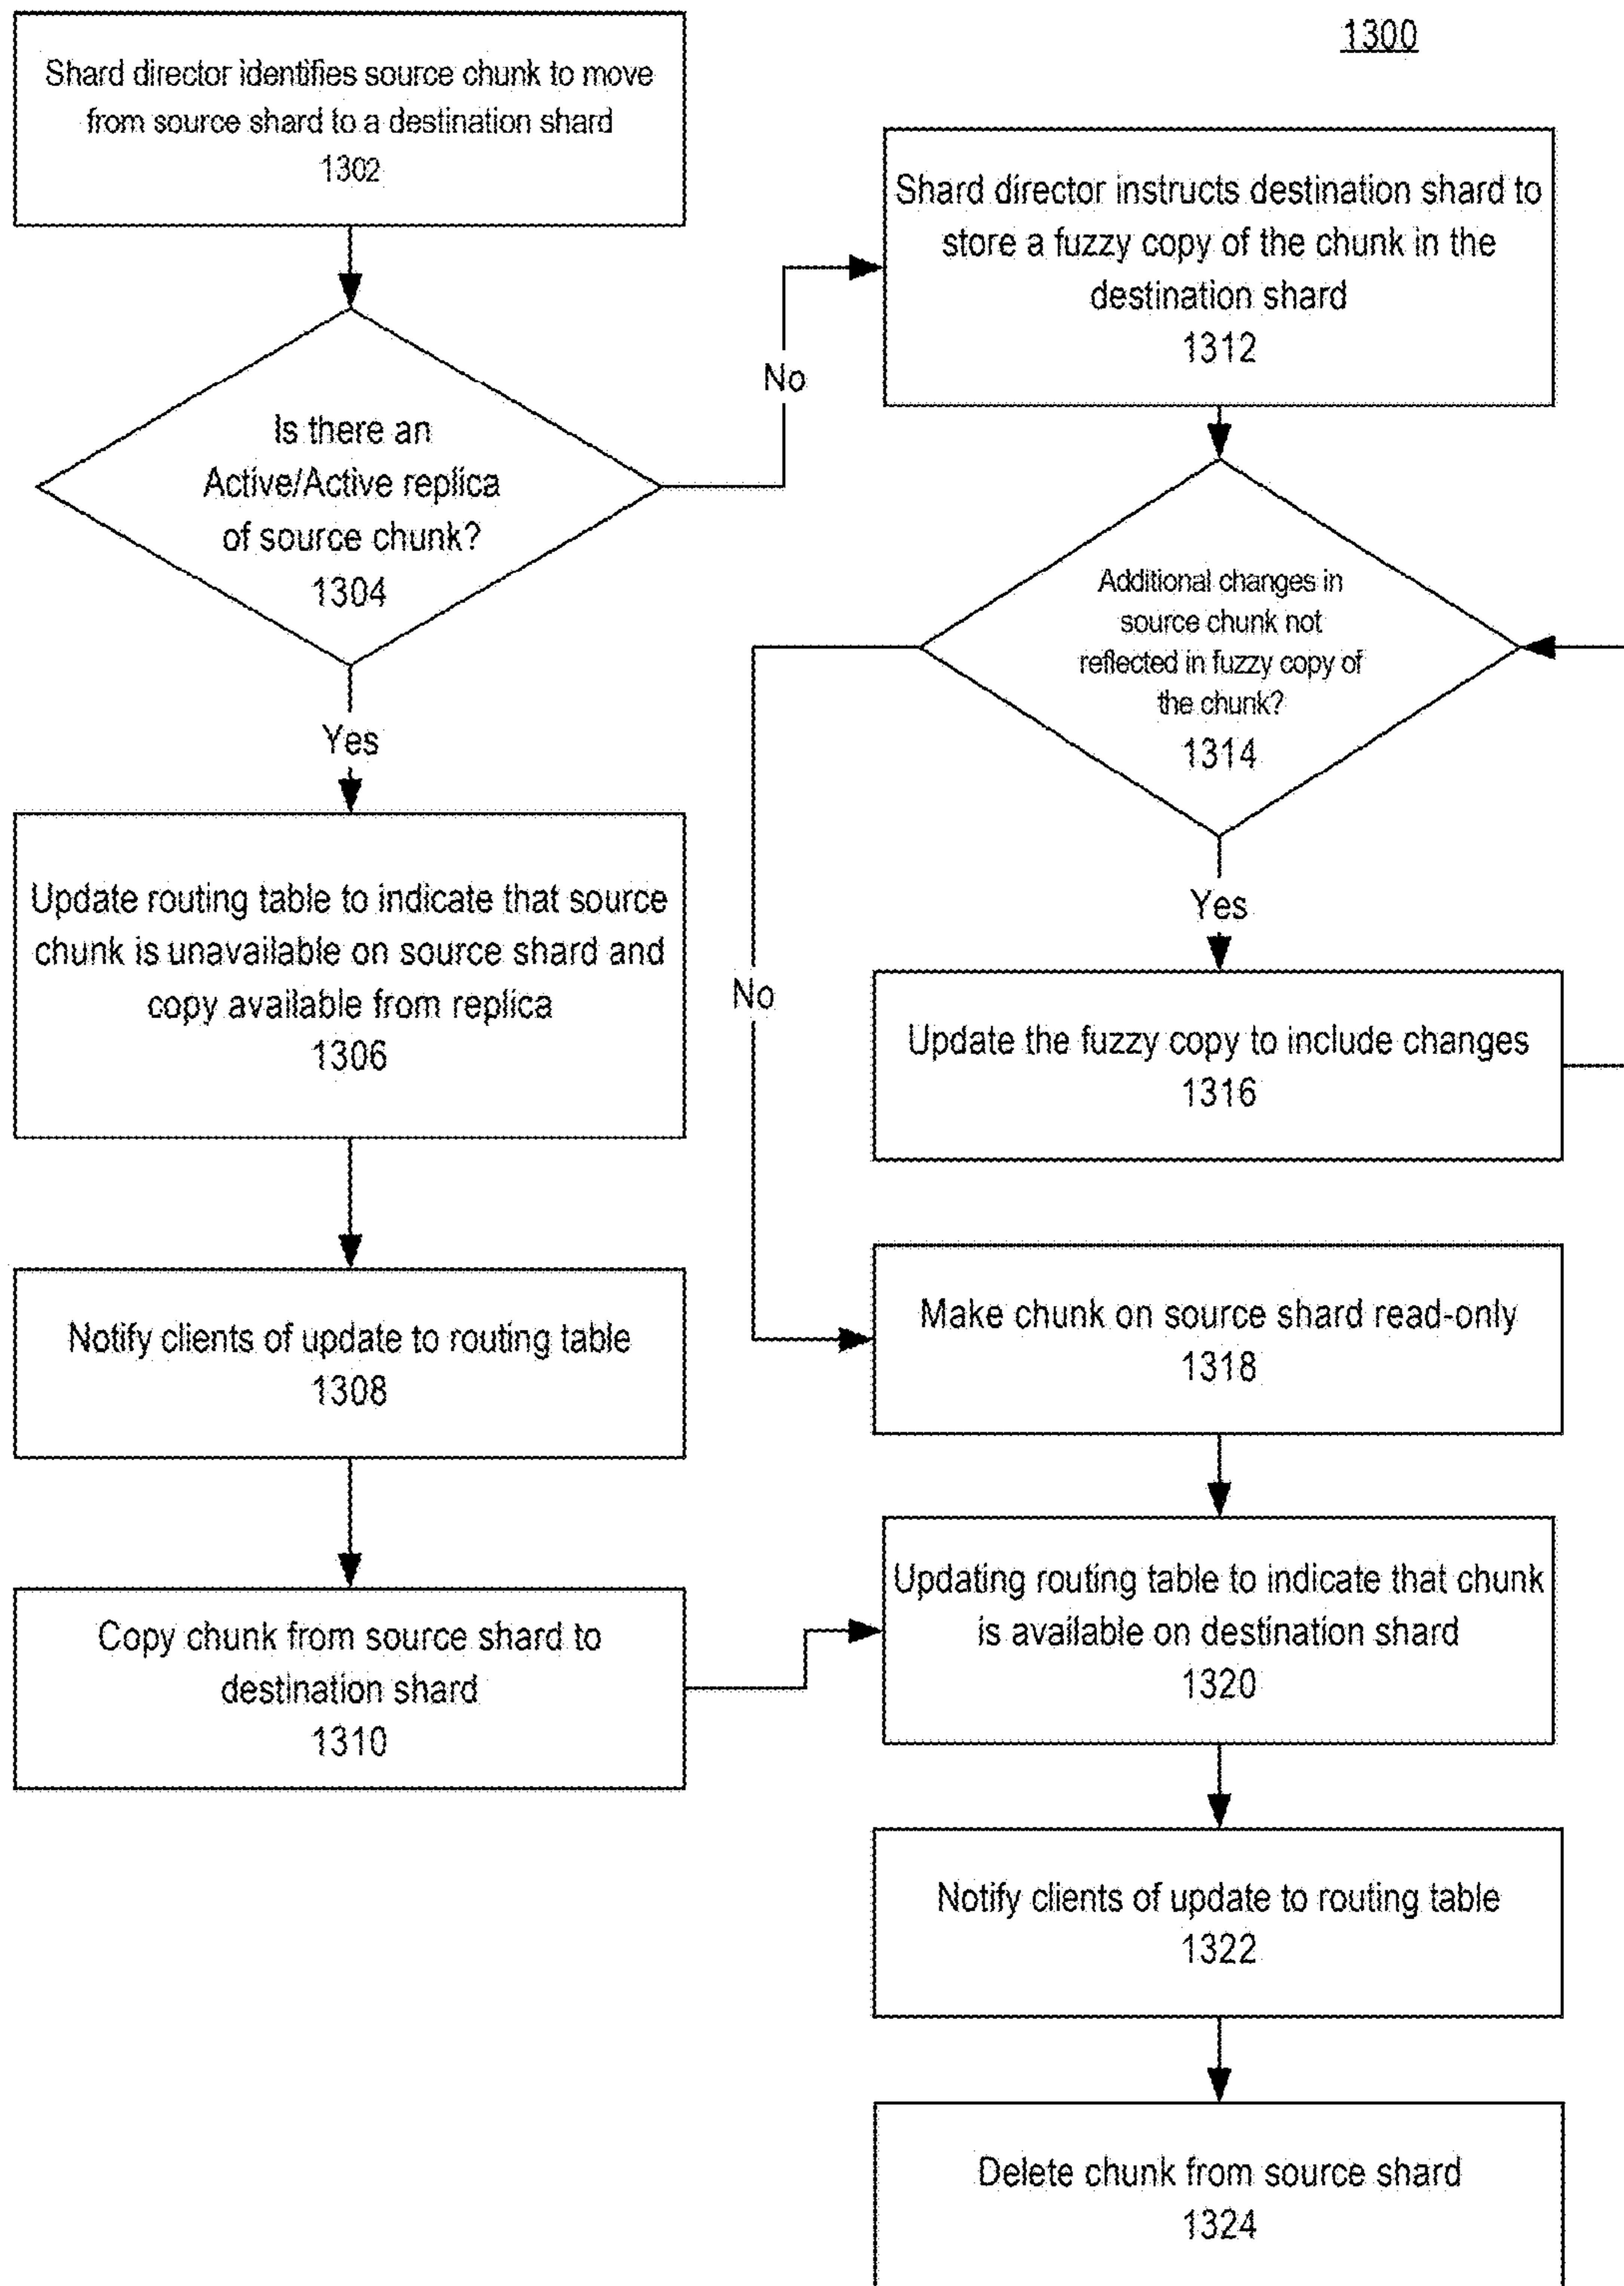 1300
Shard director identifies source chunk to move
from source shard to a destination shard
1302
Is there an
Active/Active replica
of source chunk?
1304
No
Yes
Update routing table to indicate that source
chunk is unavailable on source shard and
copy available from replica
1306
Notify clients of update to routing table
1308
Copy chunk from source shard to
destination shard
1310
Shard director instructs destination shard to
store a fuzzy copy of the chunk in the
destination shard
1312
Additional changes in
source chunk not
reflected in fuzzy copy of
the chunk?
1314
Yes
No
Update the fuzzy copy to include changes
1316
Make chunk on source shard read-only
1318
Updating routing table to indicate that chunk
is available on destination shard
1320
Notify clients of update to routing table
1322
Delete chunk from source shard
1324